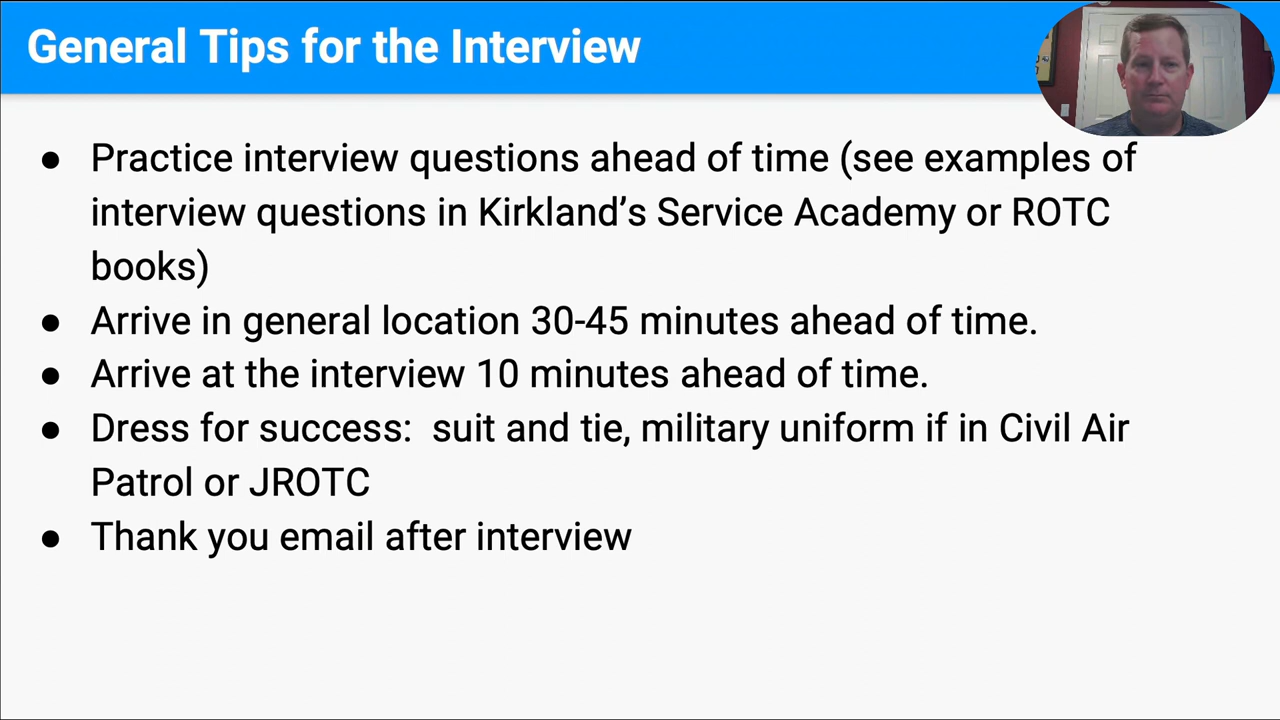 General Tips for the Interview
● Practice interview questions ahead of time (see examples of
interview questions in Kirkland’s Service Academy or ROTC
books)
● Arrive in general location 30-45 minutes ahead of time.
● Arrive at the interview 10 minutes ahead of time.
● Dress for success:  suit and tie, military uniform if in Civil Air
Patrol or JROTC
● Thank you email after interview